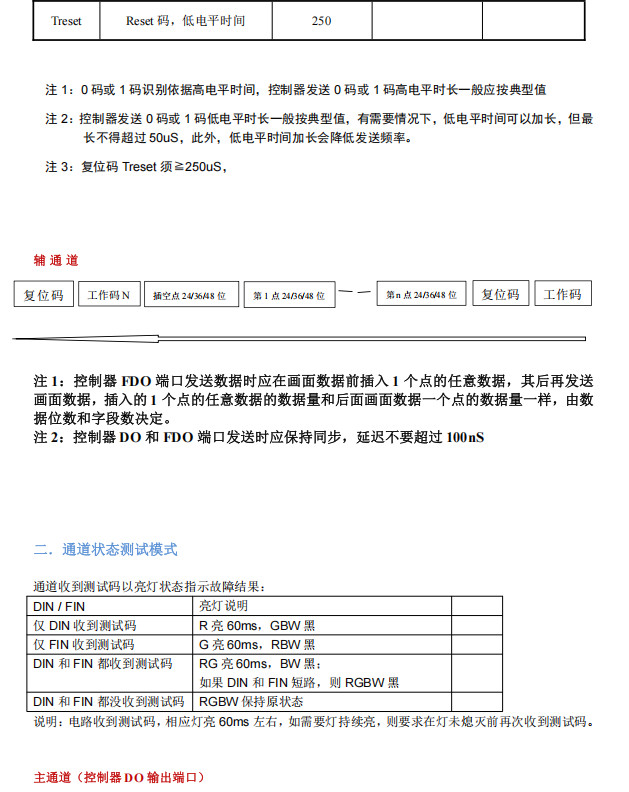 Treset Reset 码，低电平时间 250
注 1：0 码或 1 码识别依据高电平时间，控制器发送 0 码或 1 码高电平时长一般应按典型值
注 2：控制器发送 0 码或 1 码低电平时长一般按典型值，有需要情况下，低电平时间可以加长，但最
长不得超过 50uS，此外，低电平时间加长会降低发送频率。
注 3：复位码 Treset 须≧250uS，
辅 通 道
复位码 工作码 N 插空点 24/36/48 位 第 1 点 24/36/48 位 第 n 点 24/36/48 位 复位码 工作码
注 1：控制器 FDO 端口发送数据时应在画面数据前插入 1 个点的任意数据，其后再发送
画面数据，插入的 1 个点的任意数据的数据量和后面画面数据一个点的数据量一样，由数
据位数和字段数决定。
注 2：控制器 DO 和 FDO 端口发送时应保持同步，延迟不要超过 100nS
二．通道状态测试模式
通道收到测试码以亮灯状态指示故障结果：
DIN / FIN 亮灯说明
仅 DIN 收到测试码 R 亮 60ms，GBW 黑
仅 FIN 收到测试码 G 亮 60ms，RBW 黑
DIN 和 FIN 都收到测试码 RG 亮 60ms，BW 黑；
如果 DIN 和 FIN 短路，则 RGBW 黑
DIN 和 FIN 都没收到测试码 RGBW 保持原状态
说明：电路收到测试码，相应灯亮 60ms 左右，如需要灯持续亮，则要求在灯未熄灭前再次收到测试码。
主通道（控制器 DO 输出端口）